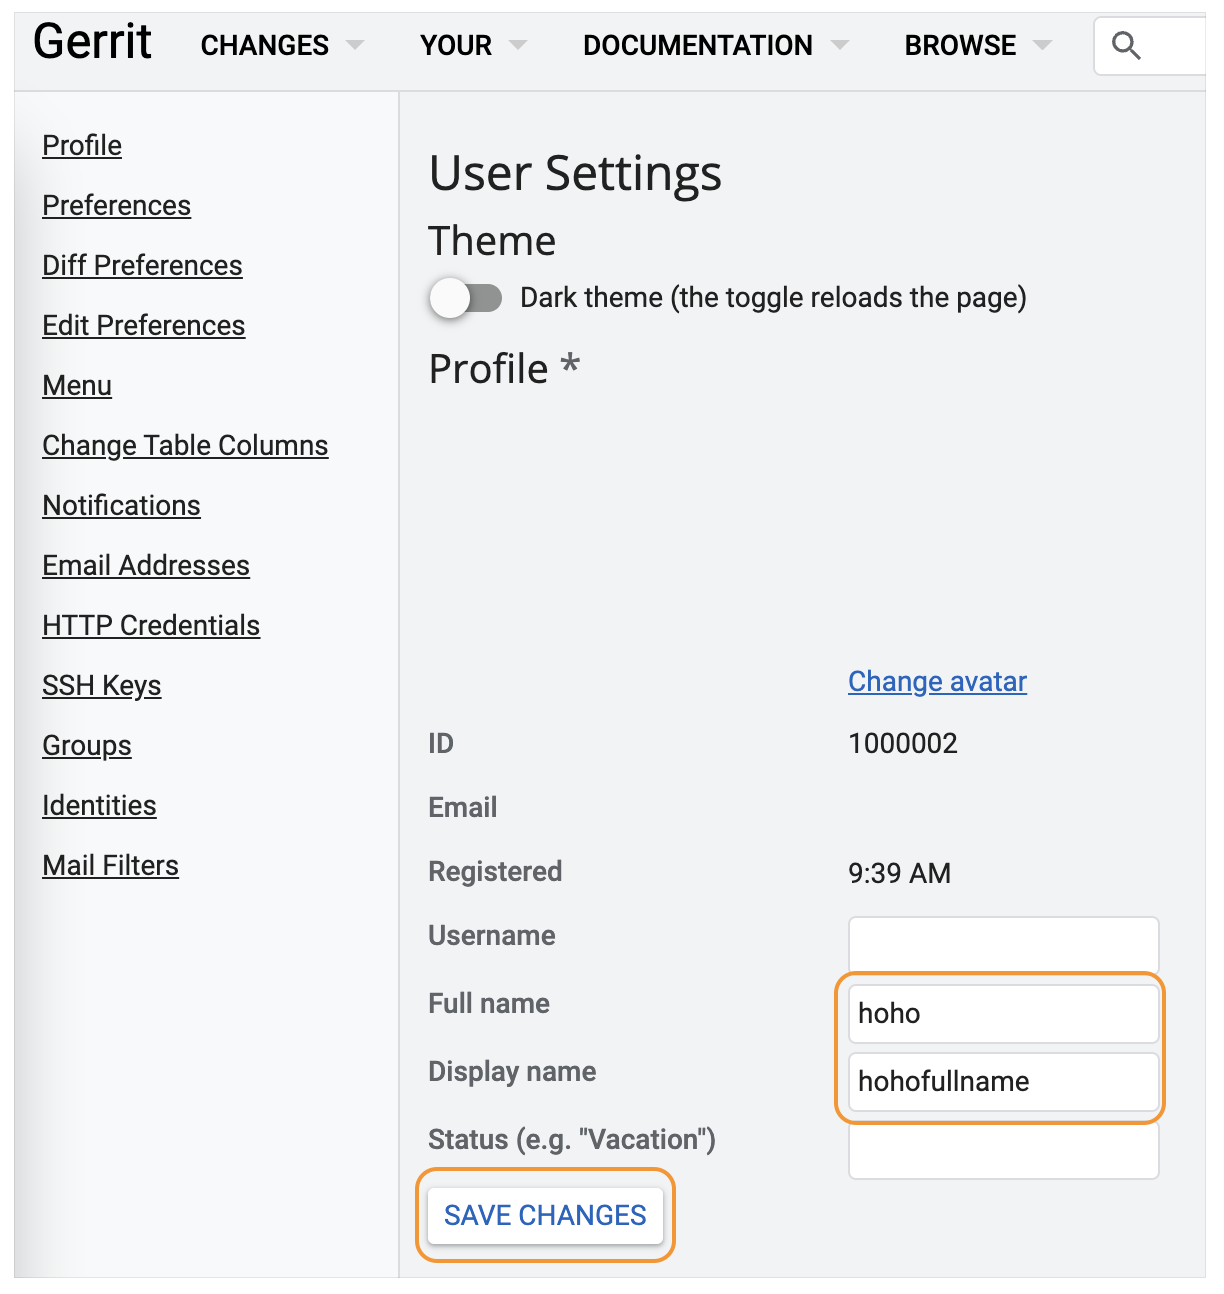 Gerrit CHANGES YOUR DOCUMENTATION BROWSE
Profile
Preferences
Diff Preferences
Edit Preferences
Menu
Change Table Columns
Notifications
Email Addresses
HTTP Credentials
SSH Keys
Groups
Identities
Mail Filters
User Settings
Theme
Dark theme (the toggle reloads the page)
Profile *
Change avatar
ID 1000002
Email
Registered 9:39 AM
Username
Full name hoho
Display name hohofullname
Status (e.g. "Vacation")
SAVE CHANGES